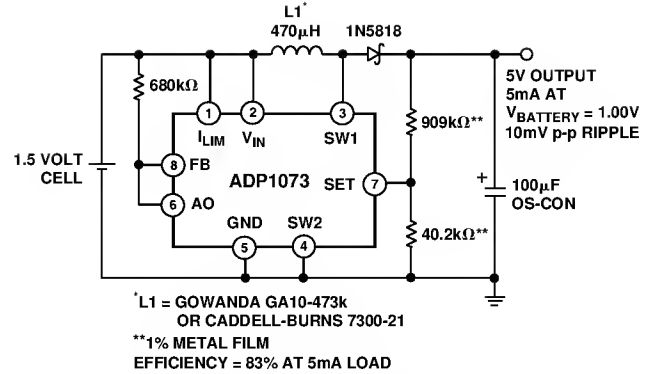 L1*
470μH
1N5818
680kΩ
1
2
3
ILIM
VIN
SW1
5V OUTPUT
5mA AT
VBATTERY = 1.00V
10mV p-p RIPPLE
909kΩ**
1.5 VOLT
CELL
8
FB
ADP1073
SET
7
6
AO
GND
SW2
5
4
+
100μF
OS-CON
40.2kΩ**
*L1 = GOWANDA GA10-473k
OR CADDELL-BURNS 7300-21
**1% METAL FILM
EFFICIENCY = 83% AT 5mA LOAD